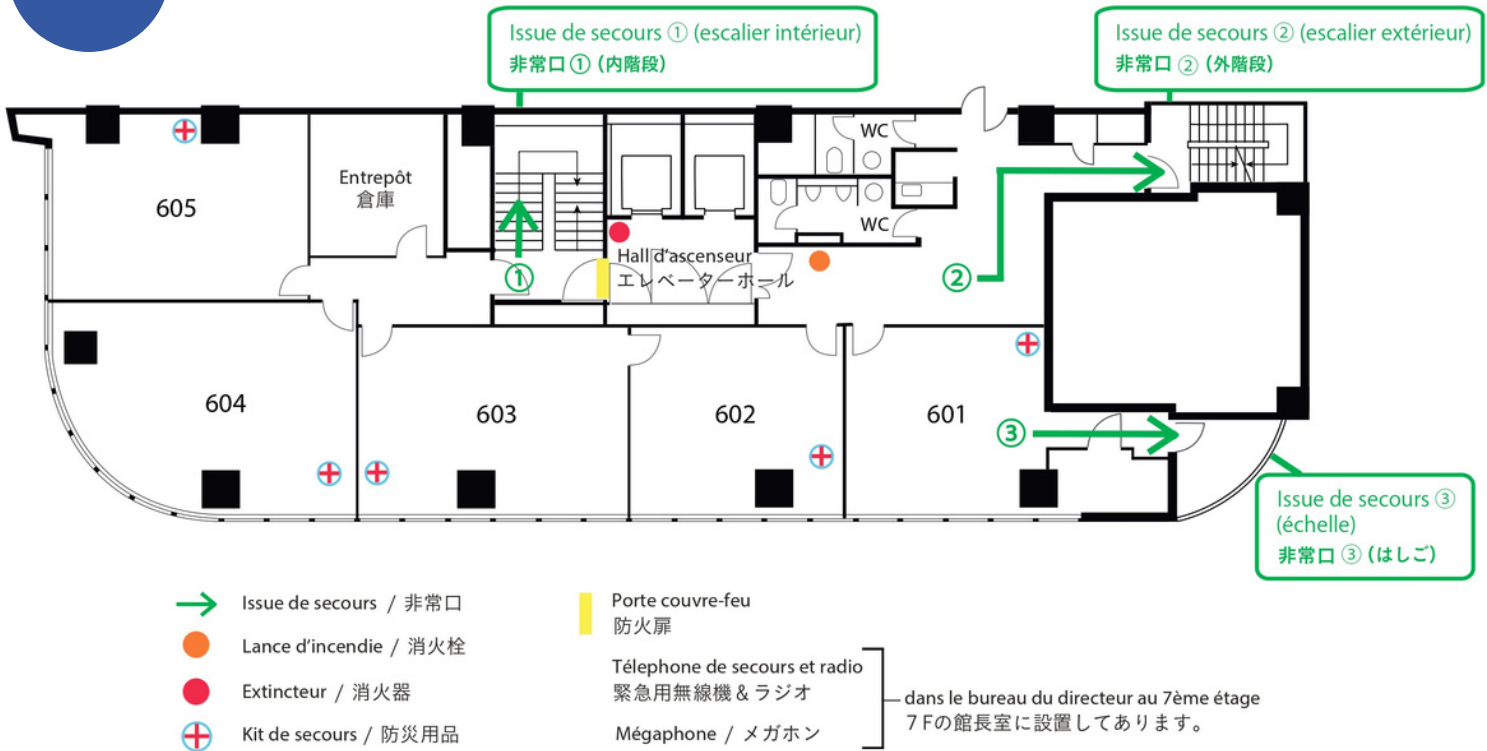 Issue de secours ① (escalier intérieur)
非常口 ① (内階段)
Issue de secours ② (escalier extérieur)
非常口 ② (外階段)
WC
Entrepôt
倉庫
605
WC
Hall d'ascenseur
エレベーターホール
①
②
604
603
602
601
③
Issue de secours ③
(échelle)
非常口 ③ (はしご)
Issue de secours / 非常口
Lance d'incendie / 消火栓
Extincteur / 消火器
Kit de secours / 防災用品
Porte couvre-feu
防火扉
Télephone de secours et radio
緊急用無線機＆ラジオ
Mégaphone / メガホン
dans le bureau du directeur au 7ème étage
７Fの館長室に設置してあります。